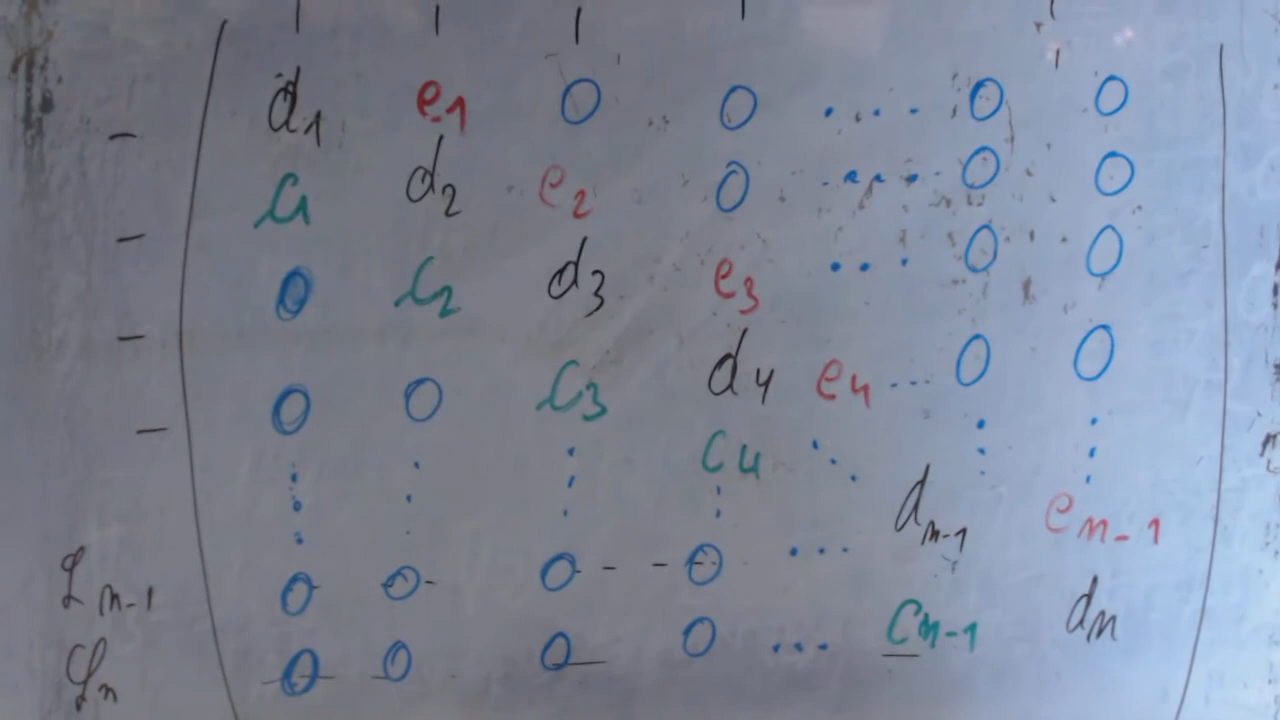 d1 e1 0 0 .... 0 0
c1 d2 e2 0 .... 0 0
0 c2 d3 e3 ... 0 0
0 0 c3 d4 e4 ... 0 0
c4
dn-1 en-1
Ln-1 0 0 0 0 ...
Ln 0 0 0 0 ... cn-1 dn